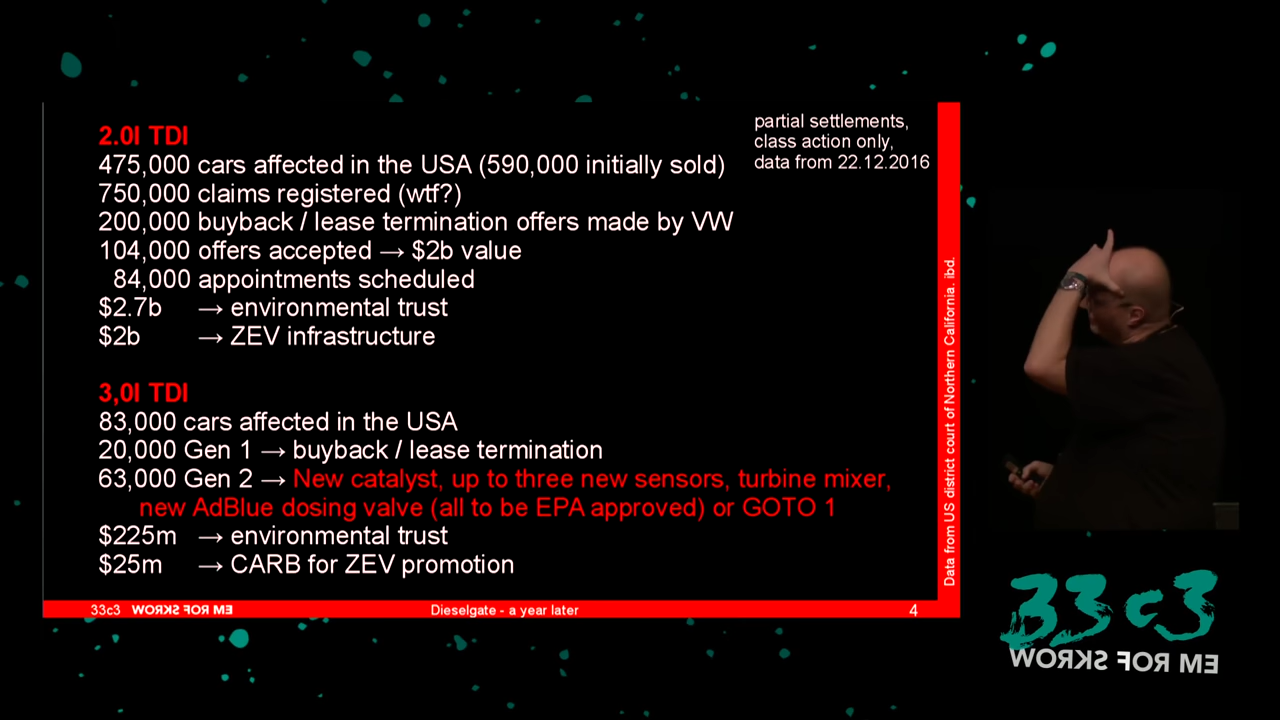 2.0l TDI
475,000 cars affected in the USA (590,000 initially sold)
750,000 claims registered (wtf?)
200,000 buyback / lease termination offers made by VW
104,000 offers accepted → $2b value
84,000 appointments scheduled
$2.7b → environmental trust
$2b → ZEV infrastructure
partial settlements,
class action only,
data from 22.12.2016
3,0l TDI
83,000 cars affected in the USA
20,000 Gen 1 → buyback / lease termination
63,000 Gen 2 → New catalyst, up to three new sensors, turbine mixer,
new AdBlue dosing valve (all to be EPA approved) or GOTO 1
$225m → environmental trust
$25m → CARB for ZEV promotion
Data from US district court of Northern California. ibd.
33c3 WORKS FOR ME
Dieselgate - a year later
4
33c3
WORKS FOR ME